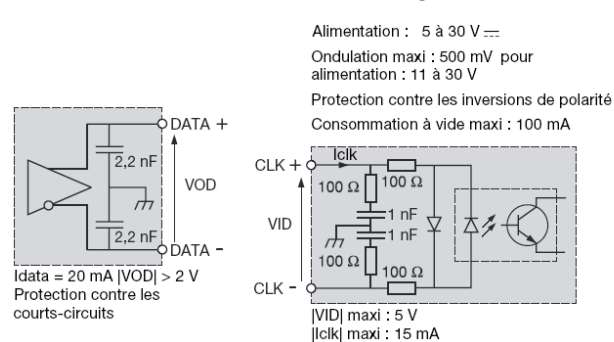 Alimentation : 5 à 30 V
Ondulation maxi : 500 mV pour
alimentation : 11 à 30 V
Protection contre les inversions de polarité
Consommation à vide maxi : 100 mA
DATA +
2,2 nF
VOD
2,2 nF
DATA -
Idata = 20 mA |VOD| > 2 V
Protection contre les
courts-circuits
CLK +
Iclk
100 Ω
100 Ω
1 nF
VID
1 nF
100 Ω
100 Ω
CLK -
|VID| maxi : 5 V
|Iclk| maxi : 15 mA